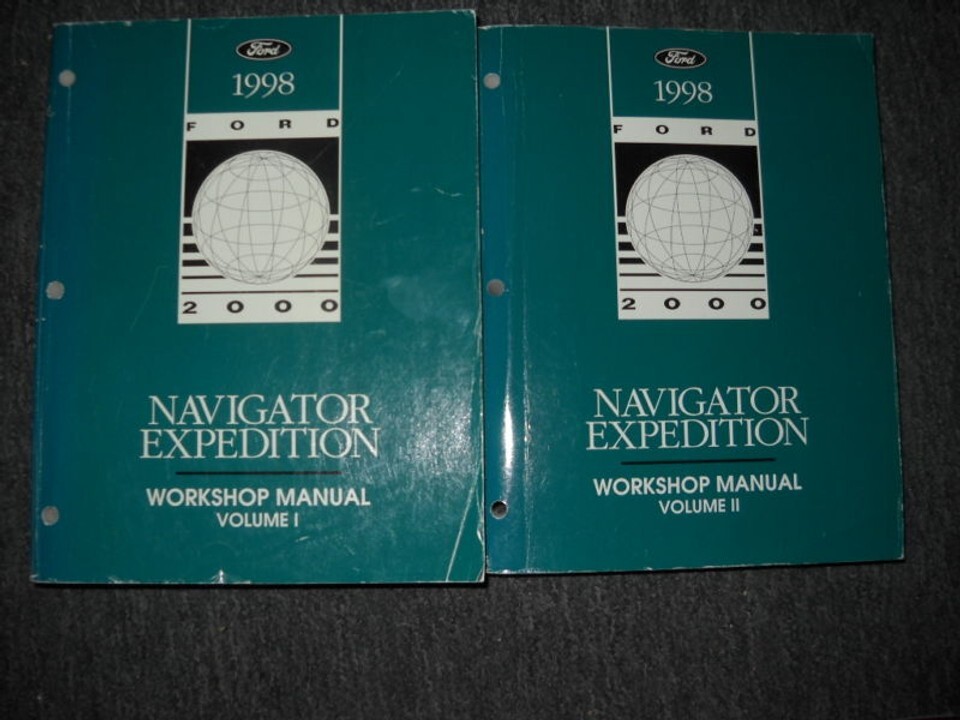 Ford
1998
FORD
2000
NAVIGATOR
EXPEDITION
WORKSHOP MANUAL
VOLUME I
Ford
1998
FORD
2000
NAVIGATOR
EXPEDITION
WORKSHOP MANUAL
VOLUME II